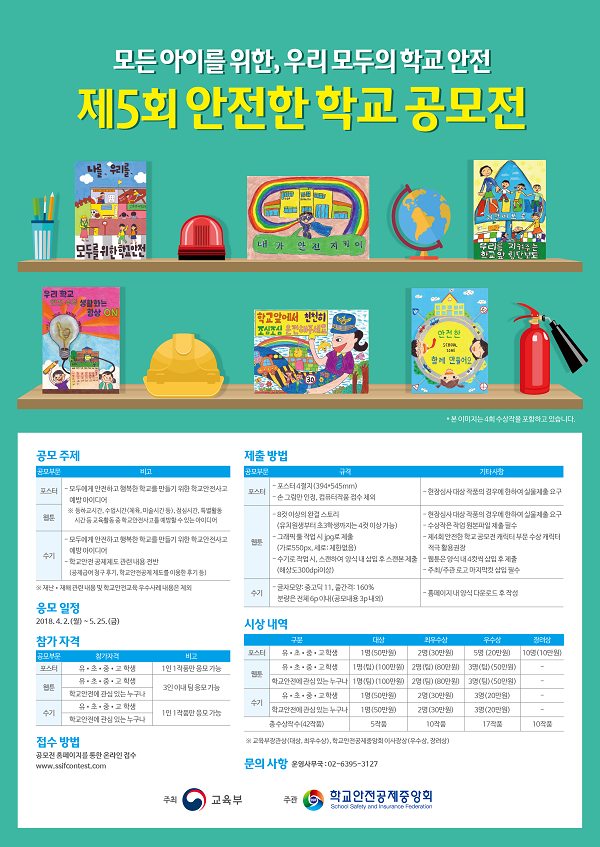 모든 아이를 위한, 우리 모두의 학교 안전
제5회 안전한 학교 공모전
나를, 우리를,
모두를 위한 학교안전
내가 안전 지킴이
우리를 지켜주는
우리 학교
생활화는
항상 ON
학교앞에서 천천히
조심조심 운전해주세요
30
안전한
SCHOOL
ZONE
함께 만들어요
* 본 이미지는 4회 수상작을 포함하고 있습니다.
공모 주제
공모부문 비고
포스터
웹툰
- 모두에게 안전하고 행복한 학교를 만들기 위한 학교안전사고
예방 아이디어
※ 등하교시간, 수업시간(체육, 미술시간 등), 점심시간, 특별활동
시간 등 교육활동 중 학교안전사고를 예방할 수 있는 아이디어
수기
- 모두에게 안전하고 행복한 학교를 만들기 위한 학교안전사고
예방 아이디어
- 학교안전 공제제도 관련 내용 전반
(공제급여 청구 후기, 학교안전공제 제도를 이용한 후기 등)
※ 재난 • 재해 관련 내용 및 학교안전교육 우수사례 내용은 제외
응모 일정
2018. 4. 2. (월) ~ 5. 25. (금)
참가 자격
공모부문 참가자격 비고
포스터 유 • 초 • 중 • 고 학생 1인 1작품만 응모 가능
웹툰 유 • 초 • 중 • 고 학생 3인 이내 팀 응모 가능
학교안전에 관심 있는 누구나
수기 유 • 초 • 중 • 고 학생 1인 1작품만 응모 가능
학교안전에 관심 있는 누구나
접수 방법
공모전 홈페이지를 통한 온라인 접수
www.ssifcontest.com
제출 방법
공모부문 규격 기타사항
포스터
- 포스터 4절지(394*545mm)
- 손 그림만 인정, 컴퓨터작품 접수 제외
- 현장심사 대상 작품의 경우에 한하여 실물제출 요구
웹툰
- 8컷 이상의 완결 스토리
(유치원생부터 초3학생까지는 4컷 이상 가능)
- 그래픽 툴 작업 시 jpg로 제출
(가로550px, 세로: 제한없음)
- 수기로 작업 시, 스캔하여 양식 내 삽입 후 스캔본 제출
(해상도300dpi이상)
- 현장심사 대상 작품의 경우에 한하여 실물제출 요구
- 수상작은 작업 원본파일 제출 필수
- 제4회 안전한 학교 공모전 캐릭터 부문 수상 캐릭터
적극 활용권장
- 웹툰은 양식 내 4컷씩 삽입 후 제출
- 주최/주관 로고 마지막컷 삽입 필수
수기
- 글자모양: 중고딕 11, 줄간격: 160%
분량은 전체 6p이내(공모내용 3p 내외)
- 홈페이지 내 양식 다운로드 후 작성
시상 내역
구분 대상 최우수상 우수상 장려상
포스터 유 • 초 • 중 • 고 학생 1명(50만원) 2명(30만원) 5명 (20만원) 10명(10만원)
웹툰 유 • 초 • 중 • 고 학생 1명(팀) (100만원) 2명(팀) (80만원) 3명(팀) (50만원) -
학교안전에 관심 있는 누구나 1명(팀) (100만원) 2명(팀) (80만원) 3명(팀) (50만원) -
수기 유 • 초 • 중 • 고 학생 1명(50만원) 2명(30만원) 3명(20만원) -
학교안전에 관심 있는 누구나 1명(50만원) 2명(30만원) 3명(20만원) -
총수상작수(42작품) 5작품 10작품 17작품 10작품
※ 교육부장관상(대상, 최우수상), 학교안전공제중앙회 이사장상(우수상, 장려상)
문의 사항 운영사무국 : 02-6395-3127
주최 교육부 주관 학교안전공제중앙회
School Safety and Insurance Federation